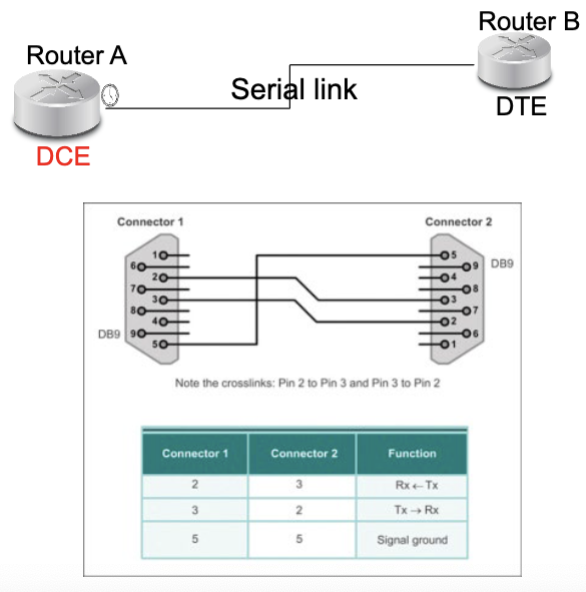 Router B
Router A
Serial link
DTE
DCE
Connector 1
Connector 2
1
5
6
9
DB9
2
4
7
8
3
3
8
7
4
2
DB9
9
6
5
1
Note the crosslinks: Pin 2 to Pin 3 and Pin 3 to Pin 2
Connector 1 Connector 2 Function
2 3 Rx ← Tx
3 2 Tx → Rx
5 5 Signal ground